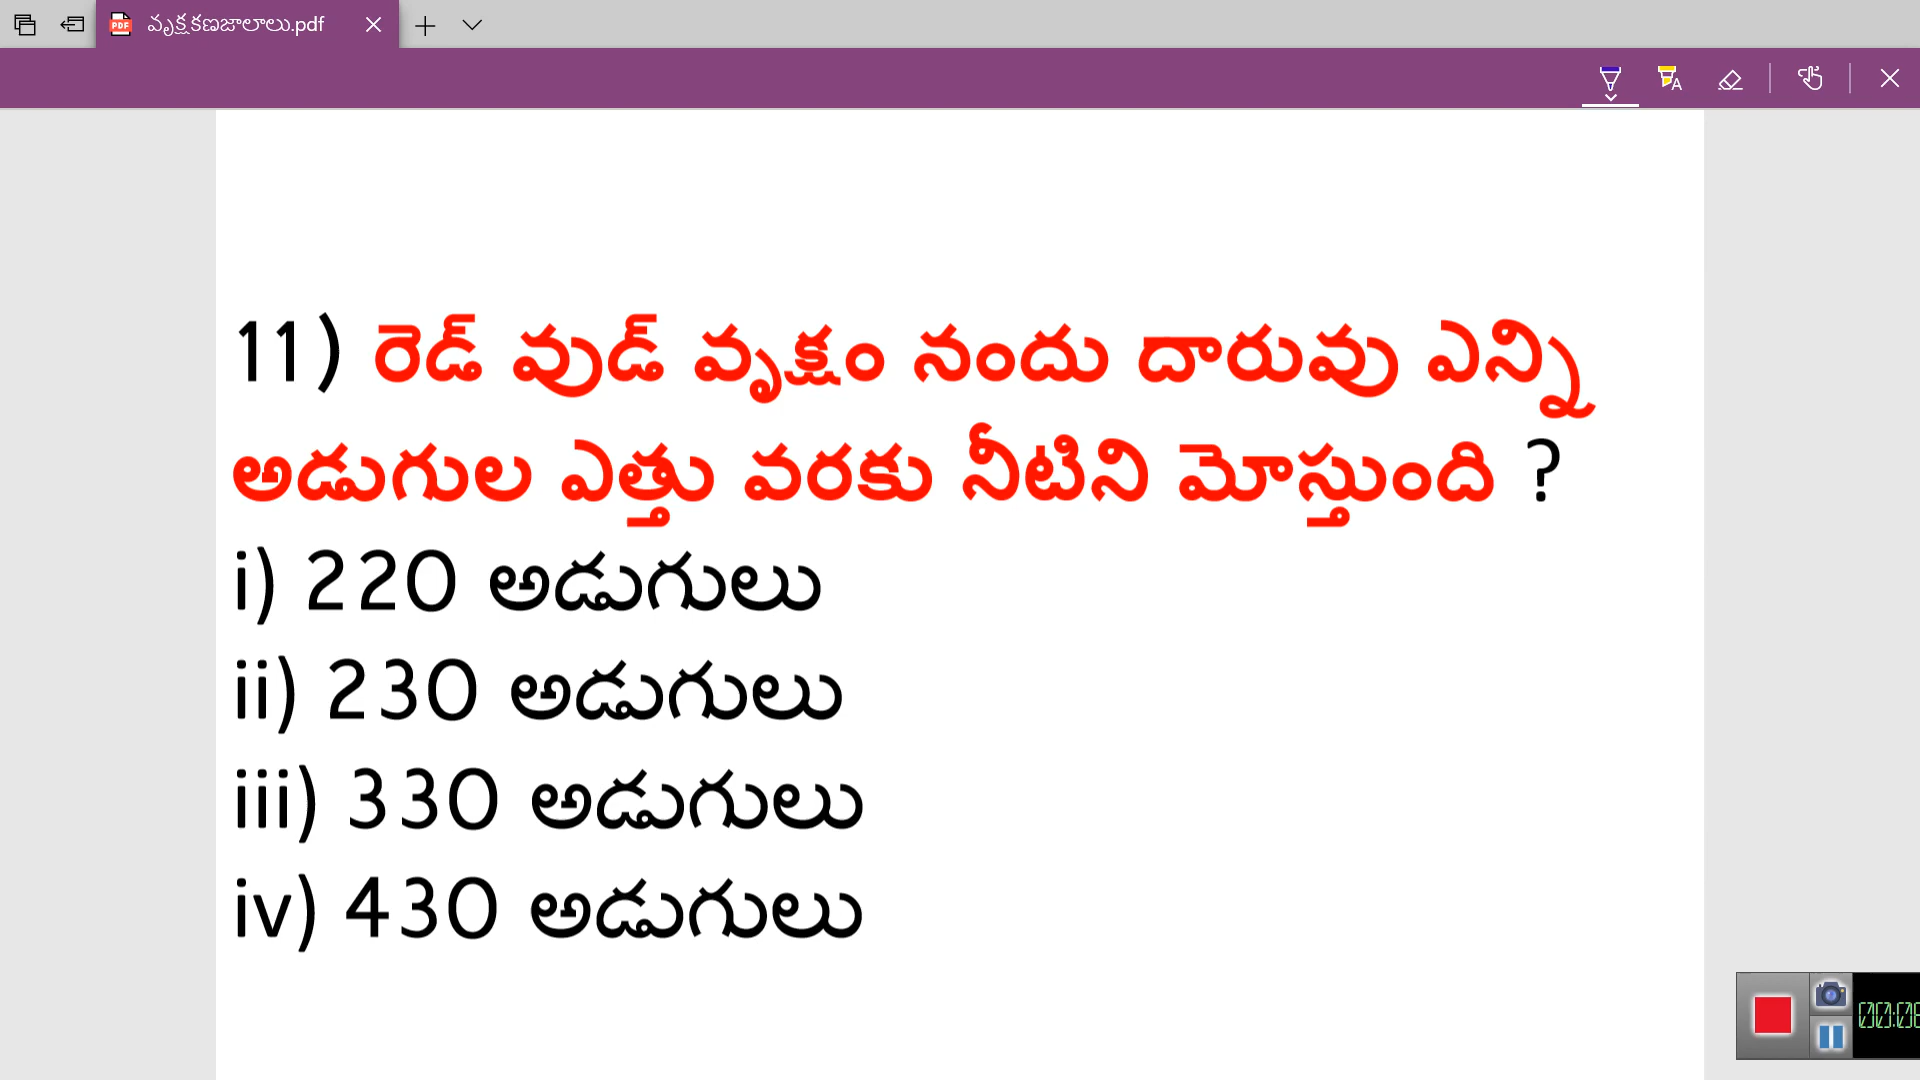 వృక్షకణజాలాలు.pdf
11) రెడ్ వుడ్ వృక్షం నందు దారువు ఎన్ని
అడుగుల ఎత్తు వరకు నీటిని మోస్తుంది ?
i) 220 అడుగులు
ii) 230 అడుగులు
iii) 330 అడుగులు
iv) 430 అడుగులు